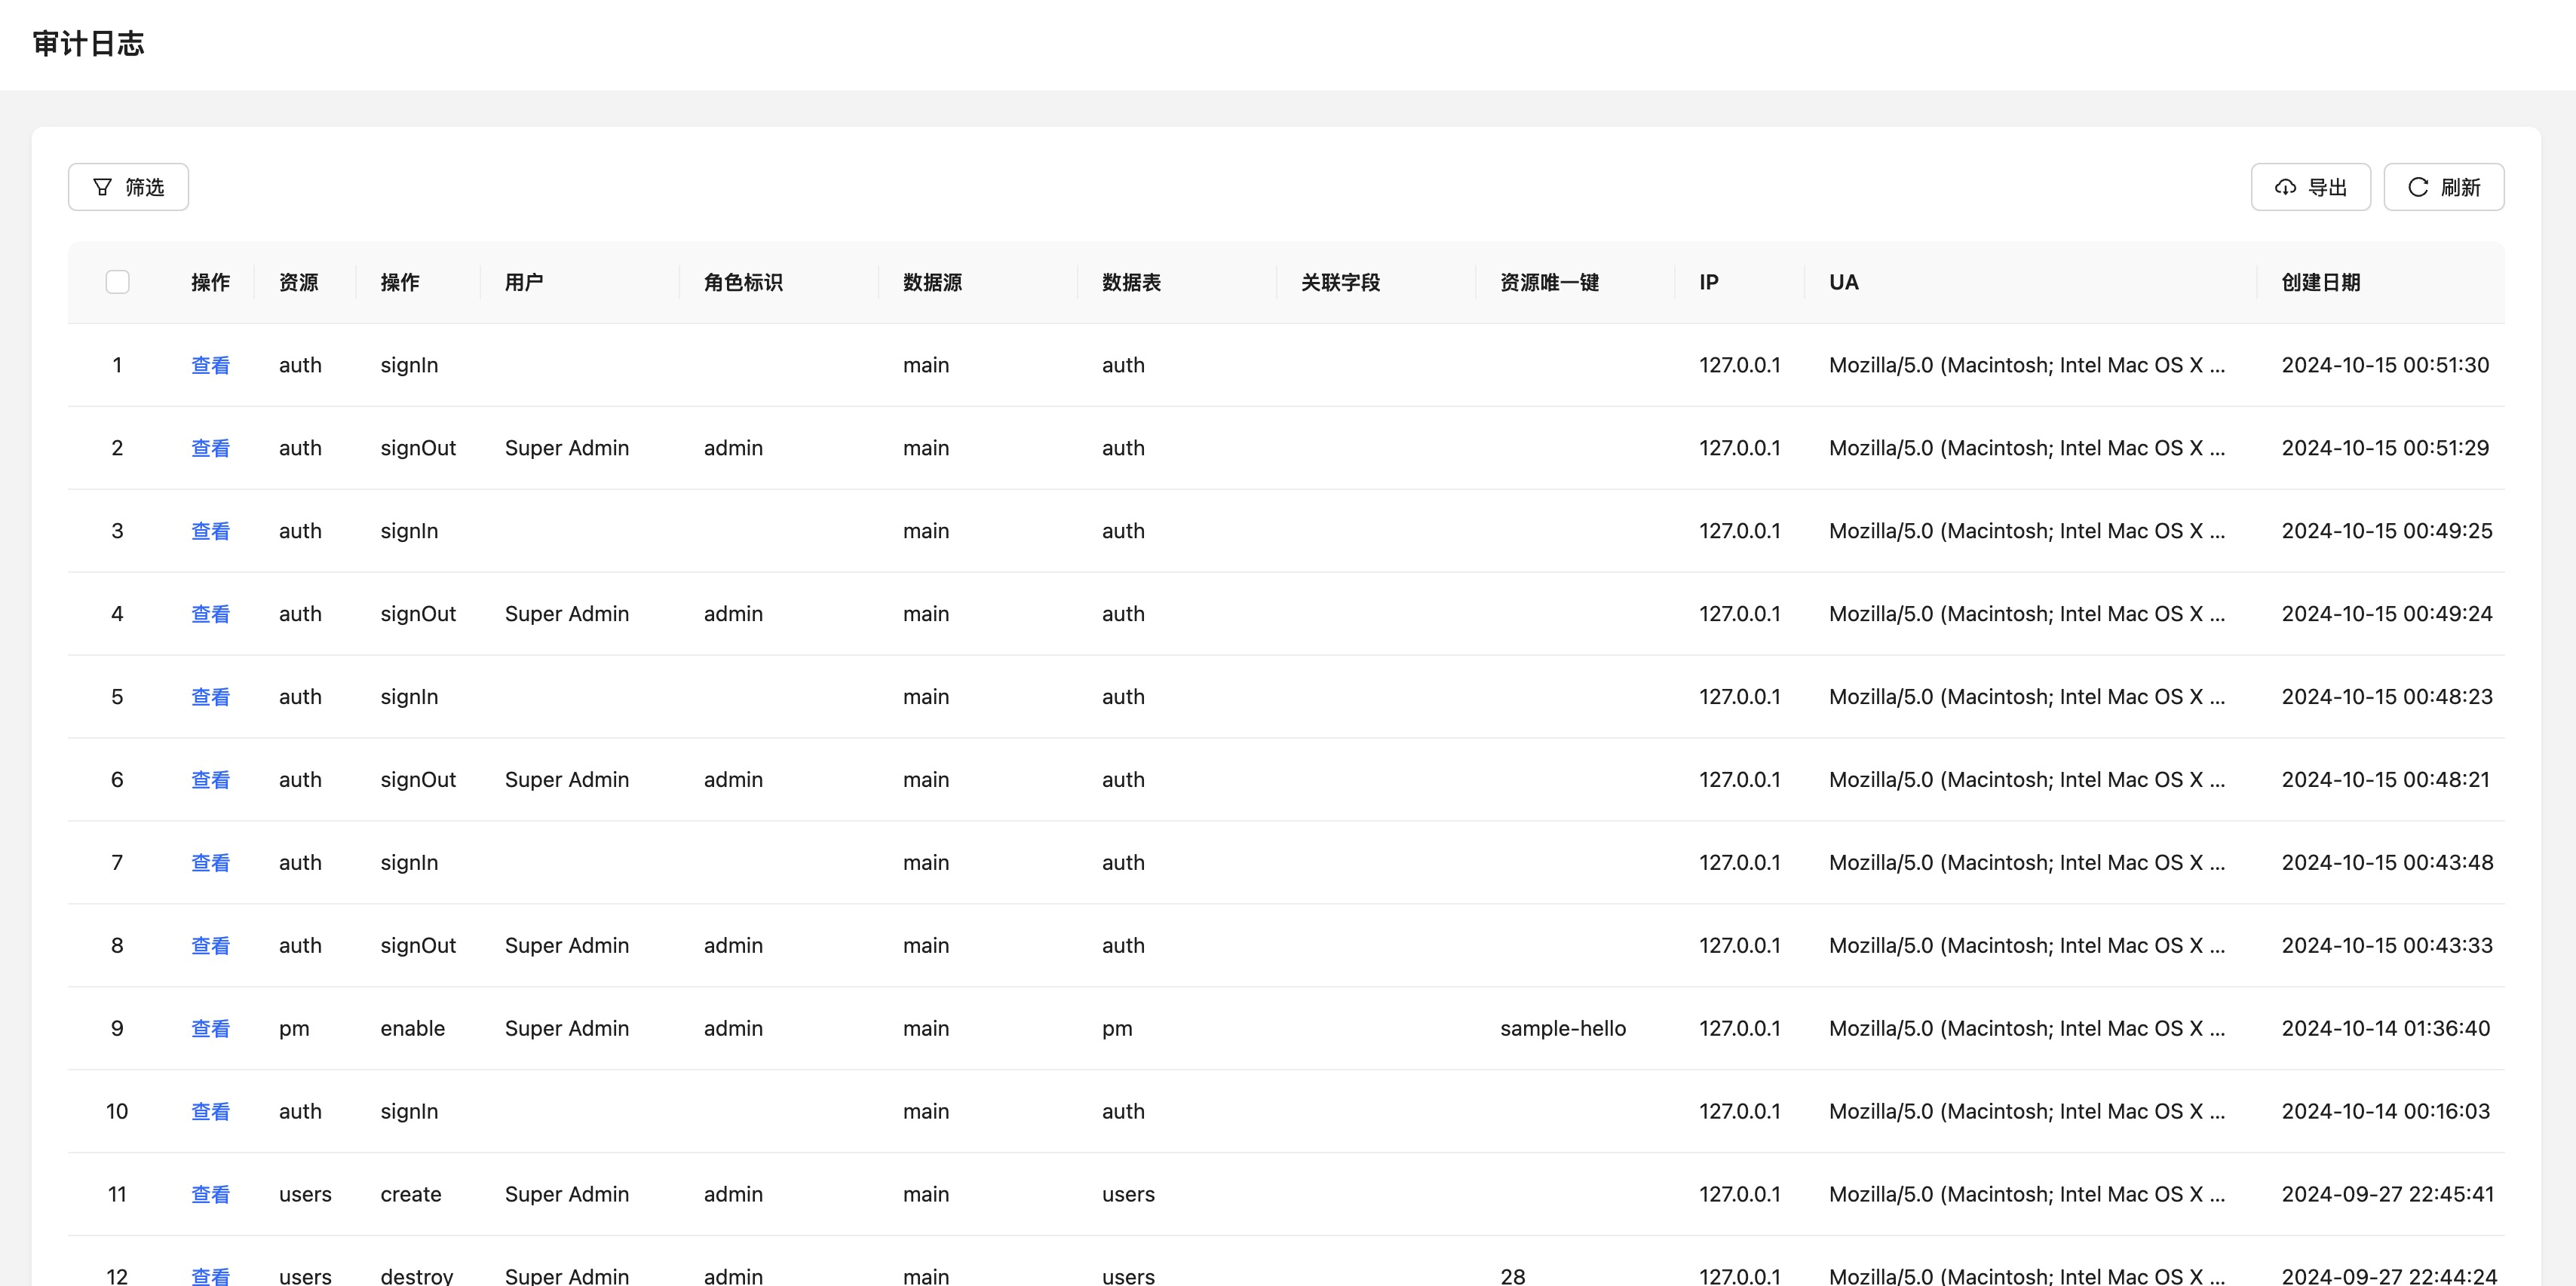 审计日志
筛选 导出 刷新
操作 资源 操作 用户 角色标识 数据源 数据表 关联字段 资源唯一键 IP UA 创建日期
1 查看 auth signIn main auth 127.0.0.1 Mozilla/5.0 (Macintosh; Intel Mac OS X ... 2024-10-15 00:51:30
2 查看 auth signOut Super Admin admin main auth 127.0.0.1 Mozilla/5.0 (Macintosh; Intel Mac OS X ... 2024-10-15 00:51:29
3 查看 auth signIn main auth 127.0.0.1 Mozilla/5.0 (Macintosh; Intel Mac OS X ... 2024-10-15 00:49:25
4 查看 auth signOut Super Admin admin main auth 127.0.0.1 Mozilla/5.0 (Macintosh; Intel Mac OS X ... 2024-10-15 00:49:24
5 查看 auth signIn main auth 127.0.0.1 Mozilla/5.0 (Macintosh; Intel Mac OS X ... 2024-10-15 00:48:23
6 查看 auth signOut Super Admin admin main auth 127.0.0.1 Mozilla/5.0 (Macintosh; Intel Mac OS X ... 2024-10-15 00:48:21
7 查看 auth signIn main auth 127.0.0.1 Mozilla/5.0 (Macintosh; Intel Mac OS X ... 2024-10-15 00:43:48
8 查看 auth signOut Super Admin admin main auth 127.0.0.1 Mozilla/5.0 (Macintosh; Intel Mac OS X ... 2024-10-15 00:43:33
9 查看 pm enable Super Admin admin main pm sample-hello 127.0.0.1 Mozilla/5.0 (Macintosh; Intel Mac OS X ... 2024-10-14 01:36:40
10 查看 auth signIn main auth 127.0.0.1 Mozilla/5.0 (Macintosh; Intel Mac OS X ... 2024-10-14 00:16:03
11 查看 users create Super Admin admin main users 127.0.0.1 Mozilla/5.0 (Macintosh; Intel Mac OS X ... 2024-09-27 22:45:41
12 查看 users destroy Super Admin admin main users 28 127.0.0.1 Mozilla/5.0 (Macintosh; Intel Mac OS X ... 2024-09-27 22:44:24